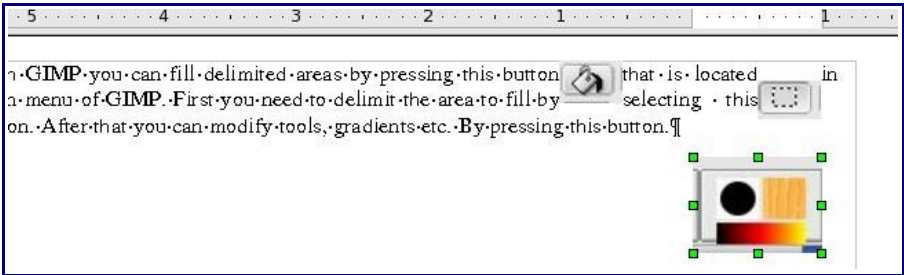 5 4 3 2 1 1
n GIMP you can fill delimited areas by pressing this button that is located in
n menu of GIMP. First you need to delimit the area to fill by selecting this
on. After that you can modify tools, gradients etc. By pressing this button.¶